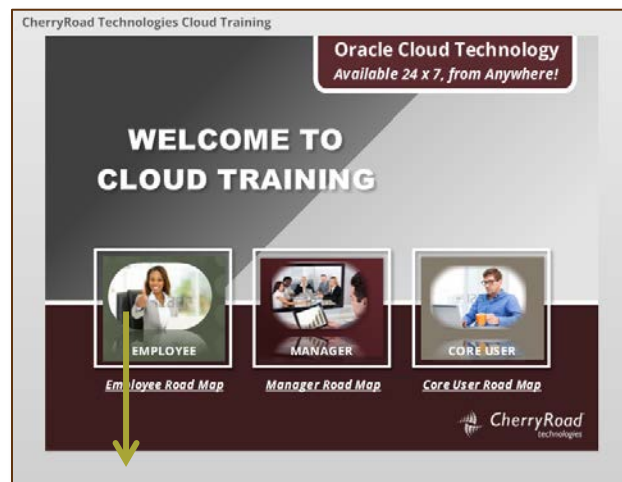 CherryRoad Technologies Cloud Training
Oracle Cloud Technology
Available 24 x 7, from Anywhere!
WELCOME TO
CLOUD TRAINING
EMPLOYEE
MANAGER
CORE USER
Employee Road Map
Manager Road Map
Core User Road Map
CherryRoad
technologies